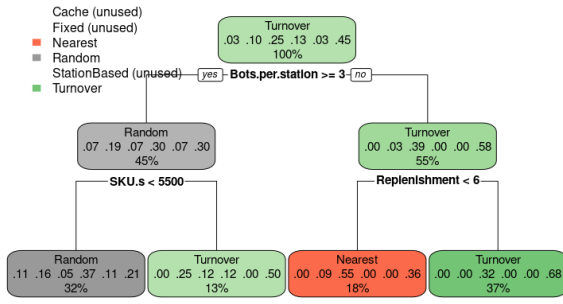 Cache (unused)
Fixed (unused)
Nearest
Random
StationBased (unused)
Turnover
Turnover
.03 .10 .25 .13 .03 .45
100%
yes Bots.per.station >= 3 no
Random
.07 .19 .07 .30 .07 .30
45%
Turnover
.00 .03 .39 .00 .00 .58
55%
SKU.s < 5500
Replenishment < 6
Random
.11 .16 .05 .37 .11 .21
32%
Turnover
.00 .25 .12 .12 .00 .50
13%
Nearest
.00 .09 .55 .00 .00 .36
18%
Turnover
.00 .00 .32 .00 .00 .68
37%